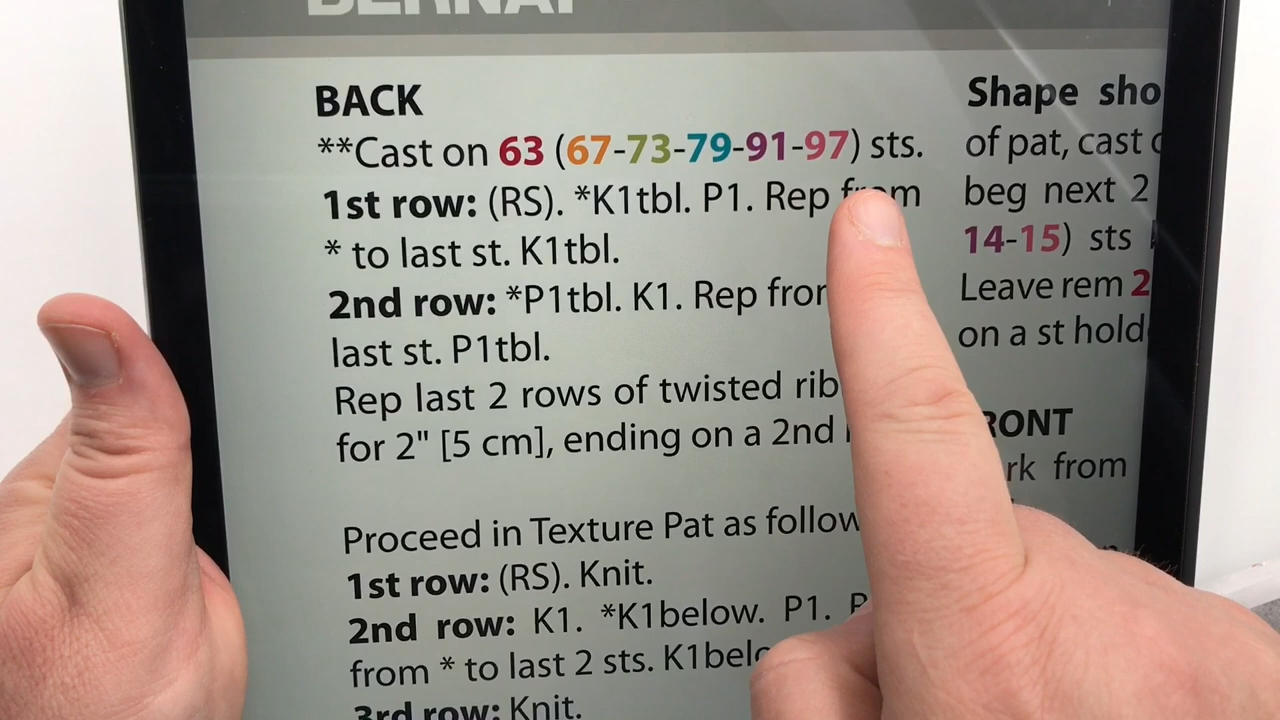 BERNAT
BACK
**Cast on 63 (67-73-79-91-97) sts.
1st row: (RS). *K1tbl. P1. Rep from
* to last st. K1tbl.
2nd row: *P1tbl. K1. Rep from
last st. P1tbl.
Rep last 2 rows of twisted rib
for 2" [5 cm], ending on a 2nd
Proceed in Texture Pat as follow
1st row: (RS). Knit.
2nd row: K1. *K1below. P1.
from * to last 2 sts. K1belo
3rd row: Knit.
Shape sho
of pat, cast
beg next 2
14-15) sts
Leave rem 2
on a st hold
RONT
rk from